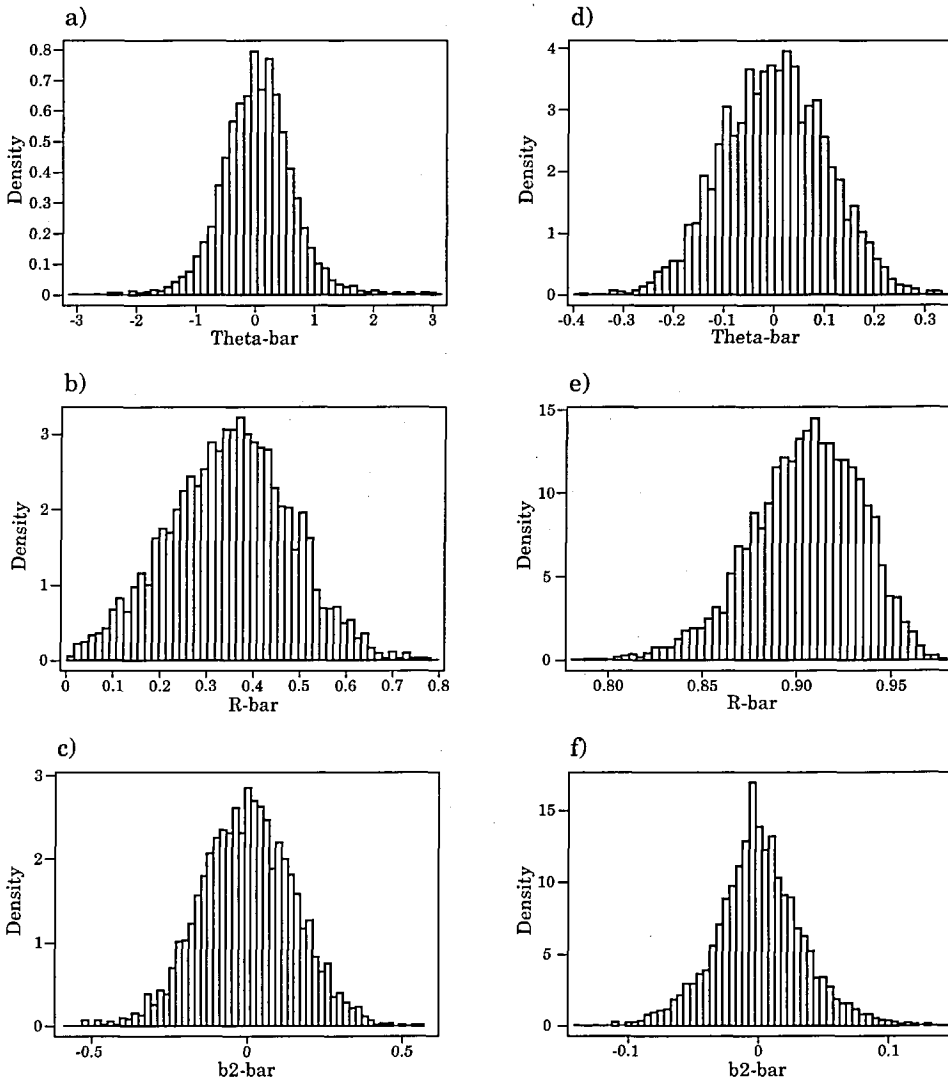 a)
0.8
0.7
0.6
0.5
0.4
0.3
0.2
0.1
0
Density
-3 -2 -1 0 1 2 3
Theta-bar
d)
4
3
2
1
0
Density
-0.4 -0.3 -0.2 -0.1 0 0.1 0.2 0.3
Theta-bar
b)
3
2
1
0
Density
0 0.1 0.2 0.3 0.4 0.5 0.6 0.7 0.8
R-bar
e)
15
10
5
0
Density
0.80 0.85 0.90 0.95
R-bar
c)
3
2
1
0
Density
-0.5 0 0.5
b2-bar
f)
15
10
5
0
Density
-0.1 0 0.1
b2-bar